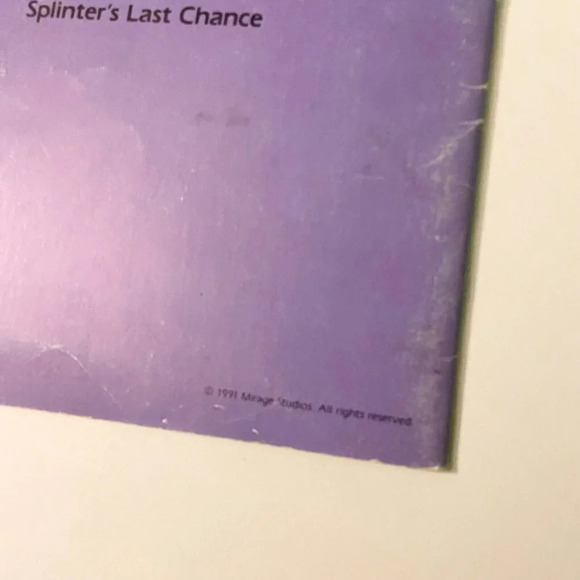 Splinter's Last Chance
© 1991 Mirage Studios. All rights reserved.